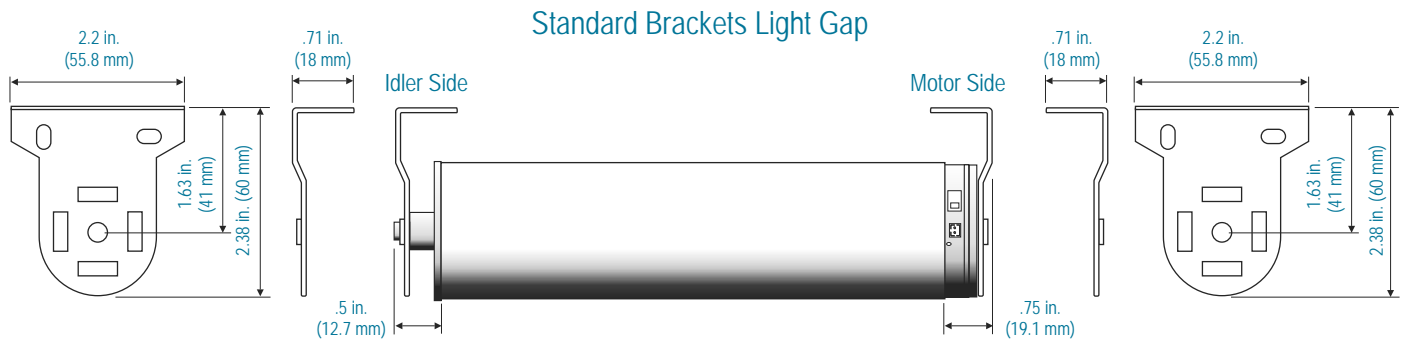 Standard Brackets Light Gap
2.2 in.
(55.8 mm)
.71 in.
(18 mm)
Idler Side
Motor Side
.71 in.
(18 mm)
2.2 in.
(55.8 mm)
1.63 in.
(41 mm)
2.38 in. (60 mm)
1.63 in.
(41 mm)
2.38 in. (60 mm)
.5 in.
(12.7 mm)
.75 in.
(19.1 mm)